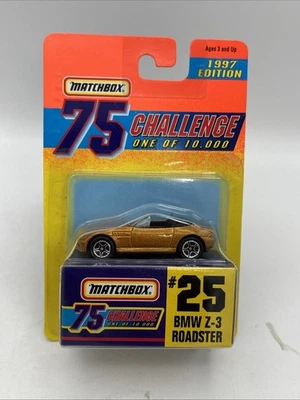 Ages 3 and Up
1997
EDITION
MATCHBOX
75 CHALLENGE
ONE OF 10,000
MATCHBOX
75 CHALLENGE
ONE OF 10,000
#25
BMW Z-3
ROADSTER